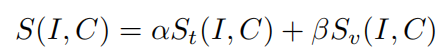 S(I, C) = αS_t(I, C) + βS_v(I, C)